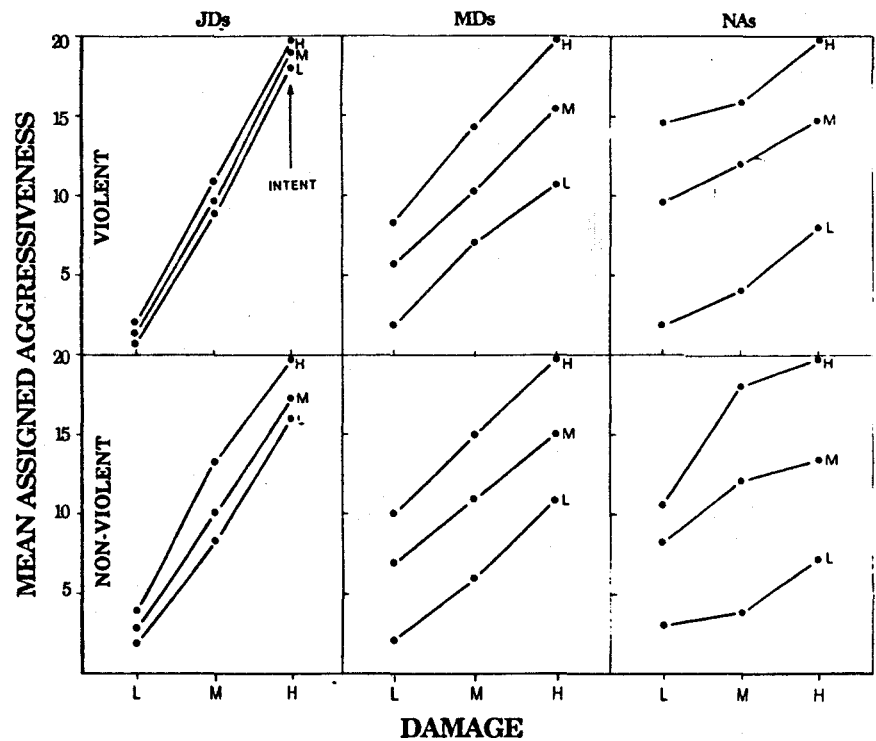 JDs MDs NAs
MEAN ASSIGNED AGGRESSIVENESS
VIOLENT
20
15
10
5
H
M
L
INTENT
H
M
L
H
M
L
NON-VIOLENT
20
15
10
5
H
M
L
H
M
L
H
M
L
L M H L M H L M H
DAMAGE